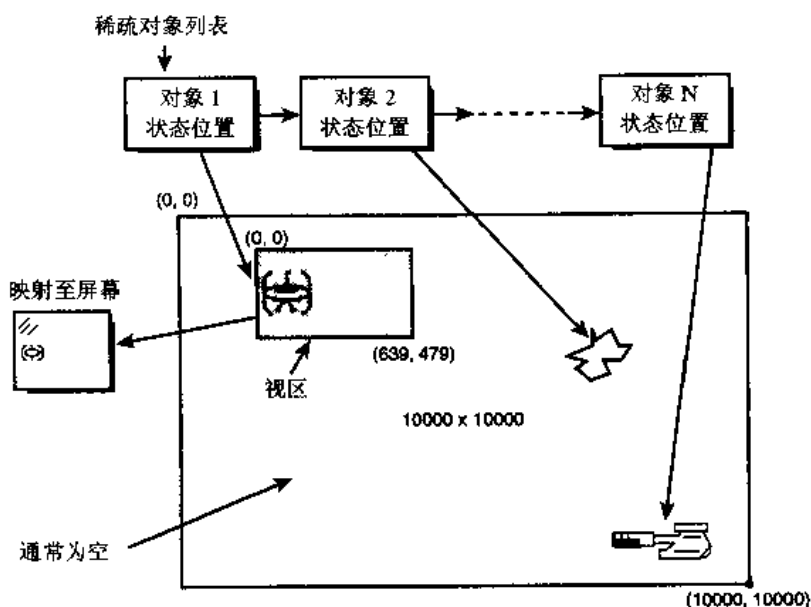 稀疏对象列表
对象 1
状态位置
对象 2
状态位置
对象 N
状态位置
(0, 0)
(0, 0)
映射至屏幕
(639, 479)
视区
10000 x 10000
通常为空
(10000, 10000)